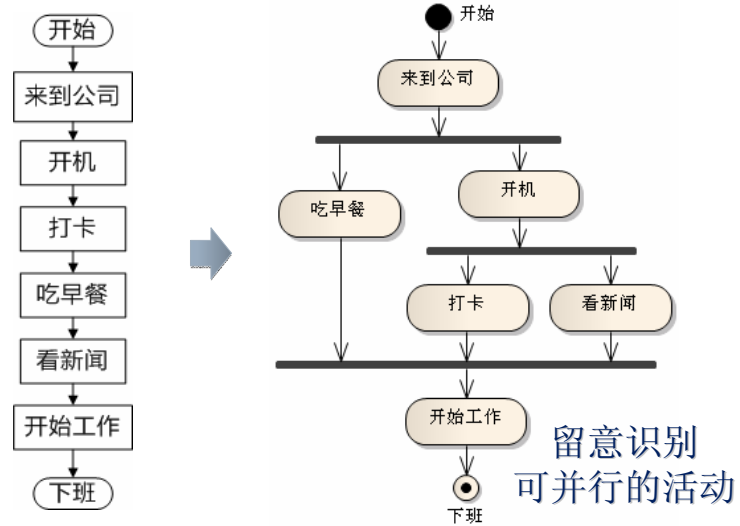 开始
来到公司
开机
打卡
吃早餐
看新闻
开始工作
下班
开始
来到公司
吃早餐
开机
打卡
看新闻
开始工作
下班
留意识别
可并行的活动